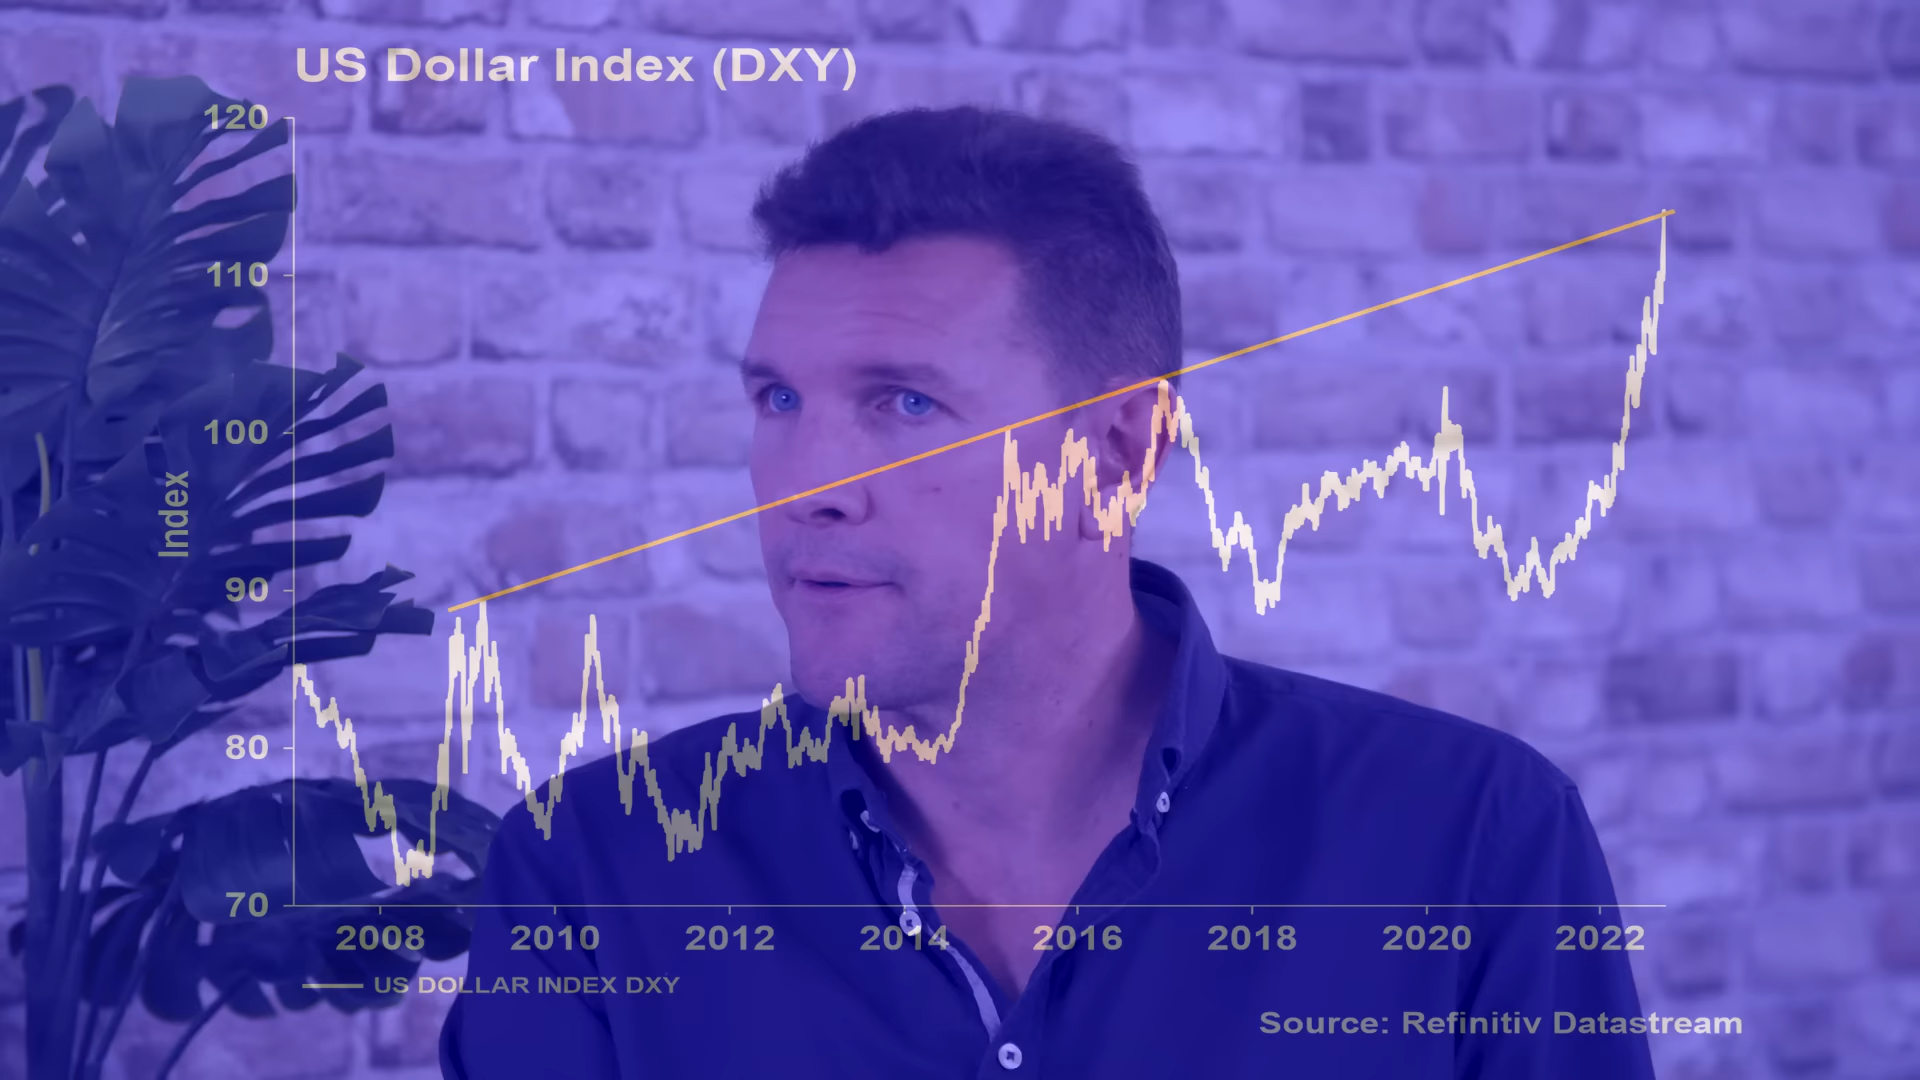 US Dollar Index (DXY)
120
110
100
90
80
70
Index
2008 2010 2012 2014 2016 2018 2020 2022
US DOLLAR INDEX DXY
Source: Refinitiv Datastream